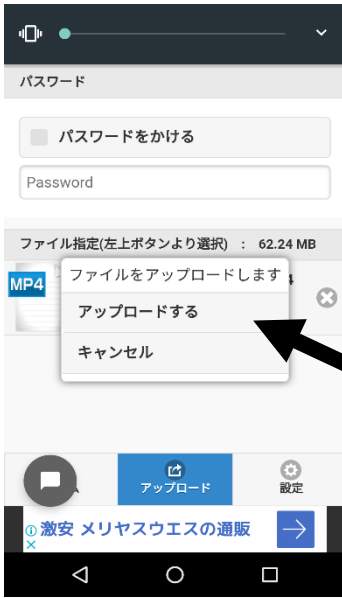 パスワード
パスワードをかける
Password
ファイル指定(左上ボタンより選択) : 62.24 MB
MP4
4
ファイルをアップロードします
アップロードする
キャンセル
アップロード
設定
激安 メリヤスウエスの通販